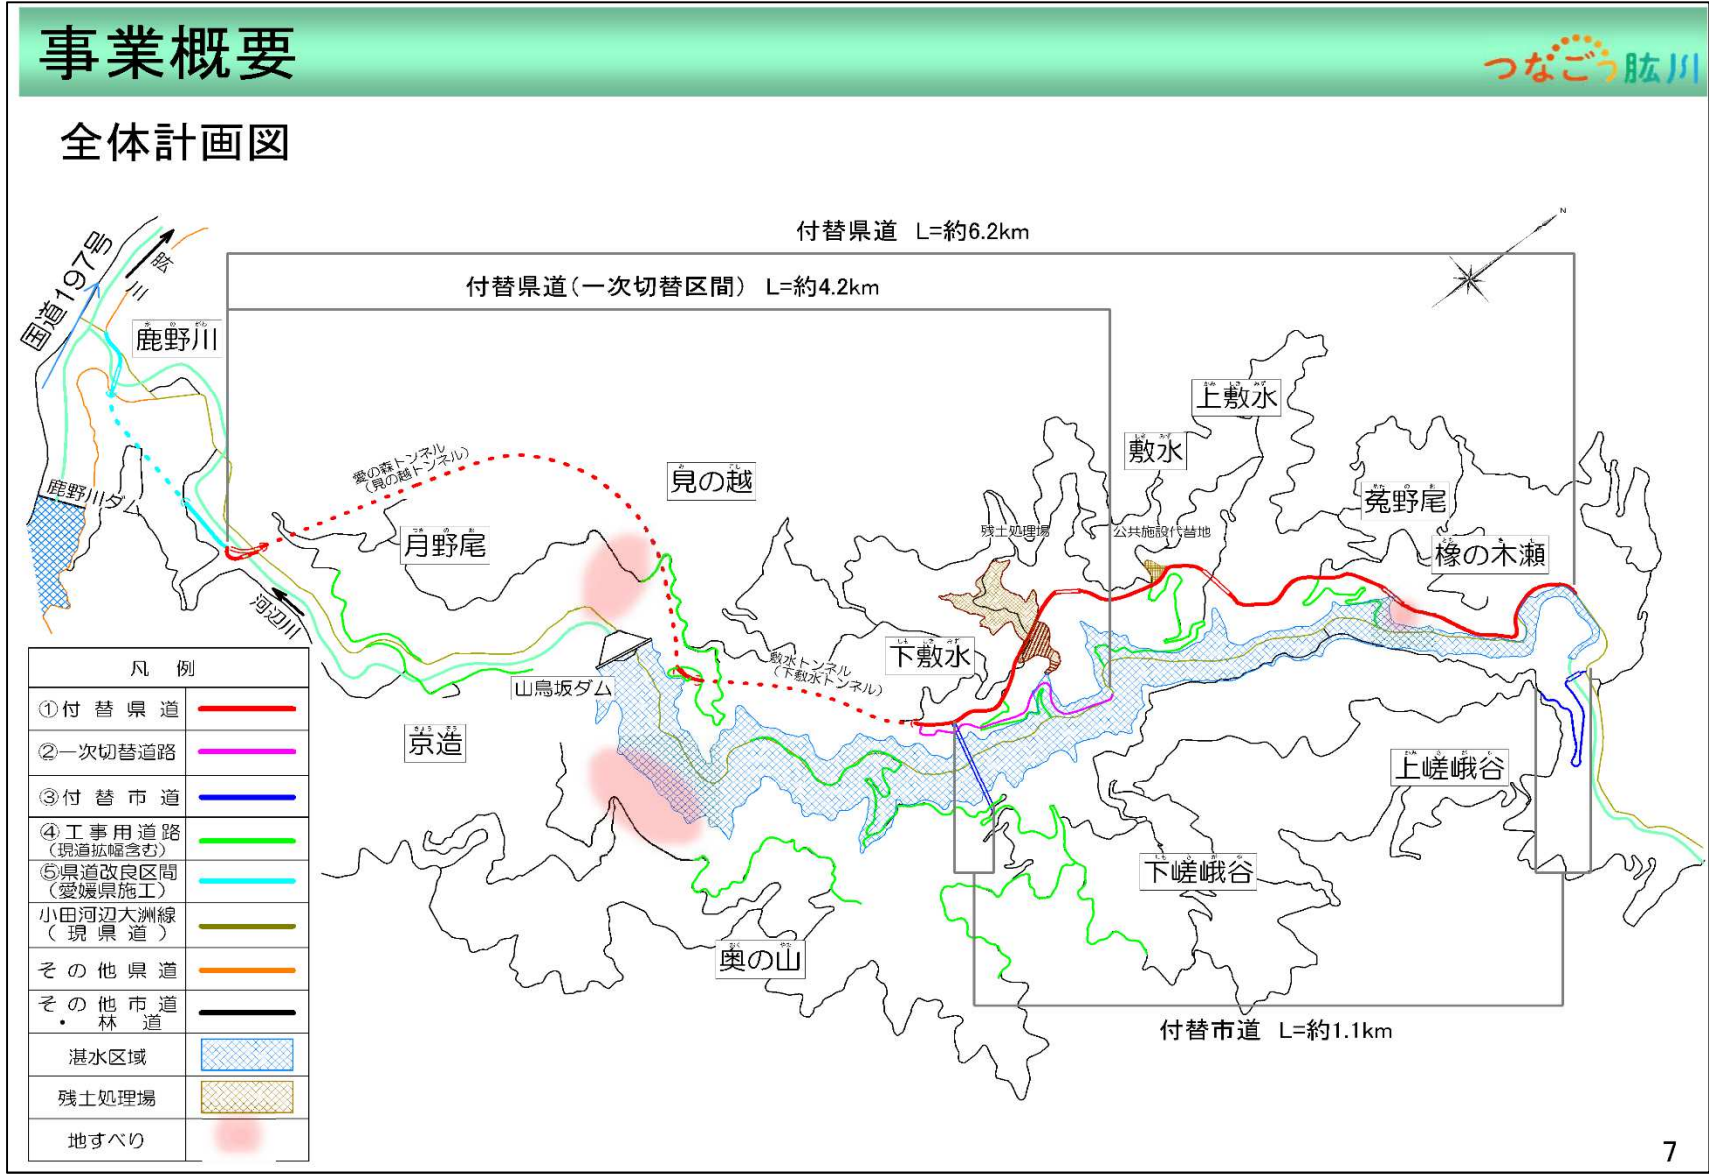 事業概要
つなごう肱川
全体計画図
付替県道 L=約6.2km
付替県道(一次切替区間) L=約4.2km
N
国道197号
肱川
鹿野川
鹿野川ダム
愛の森トンネル
(見の越トンネル)
見の越
月野尾
河辺川
上敷水
敷水
菟野尾
橡の木瀬
残土処理場
公共施設代替地
下敷水
敷水トンネル
(下敷水トンネル)
山鳥坂ダム
京造
上嵯峨谷
下嵯峨谷
奥の山
付替市道 L=約1.1km
凡例
①付替県道
②一次切替道路
③付替市道
④工事用道路
(現道拡幅含む)
⑤県道改良区間
(愛媛県施工)
小田河辺大洲線
(現県道)
その他県道
その他市道
・林道
湛水区域
残土処理場
地すべり
7